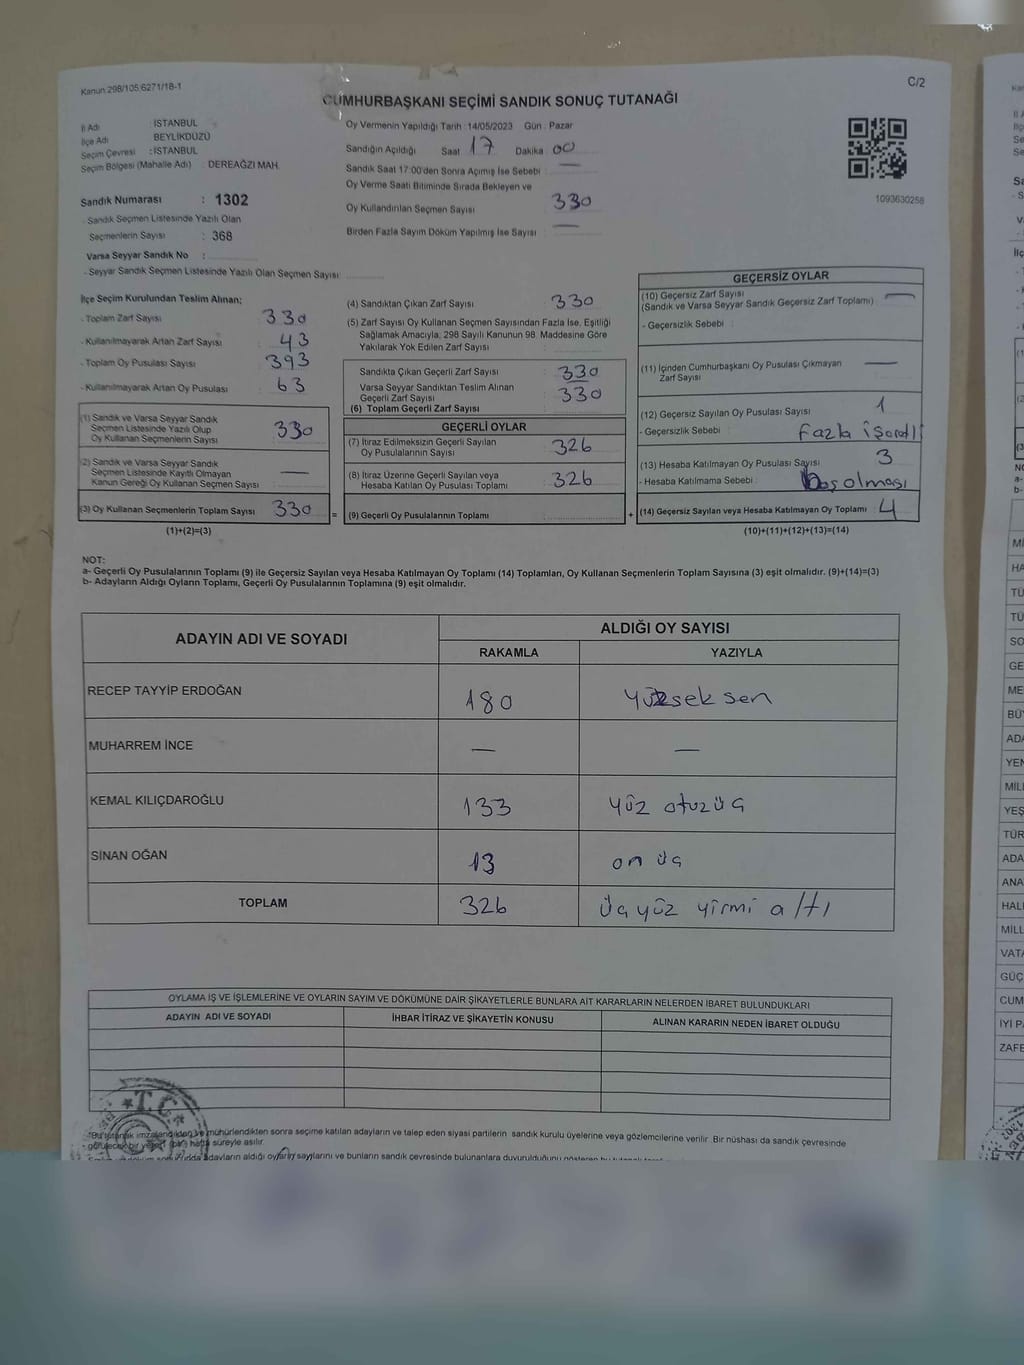 Kanun 298/105,6271/18-1
C/2
CUMHURBAŞKANI SEÇİMİ SANDIK SONUÇ TUTANAĞI
İl Adı : İSTANBUL
İlçe Adı BEYLİKDÜZÜ
Seçim Çevresi : İSTANBUL
Seçim Bölgesi (Mahalle Adı) : DEREAĞZI MAH.
Sandık Numarası : 1302
- Sandık Seçmen Listesinde Yazılı Olan
Seçmenlerin Sayısı : 368
Varsa Seyyar Sandık No :
- Seyyar Sandık Seçmen Listesinde Yazılı Olan Seçmen Sayısı
Oy Vermenin Yapıldığı Tarih : 14/05/2023 Gün : Pazar
Sandığın Açıldığı Saat 17 Dakika 00
Sandık Saat 17:00'den Sonra Açımış İse Sebebi : —
Oy Verme Saati Bitiminde Sırada Bekleyen ve
Oy Kullandırılan Seçmen Sayısı 330
Birden Fazla Sayım Döküm Yapılmış İse Sayısı —
1093630258
İlçe Seçim Kurulundan Teslim Alınan;
- Toplam Zarf Sayısı 330
- Kullanılmayarak Artan Zarf Sayısı 43
- Toplam Oy Pusulası Sayısı 393
- Kullanılmayarak Artan Oy Pusulası 63
(1) Sandık ve Varsa Seyyar Sandık
Seçmen Listesinde Yazılı Olup
Oy Kullanan Seçmenlerin Sayısı 330
(2) Sandık ve Varsa Seyyar Sandık
Seçmen Listesinde Kayıtlı Olmayan
Kanun Gereği Oy Kullanan Seçmen Sayısı —
(3) Oy Kullanan Seçmenlerin Toplam Sayısı 330 =
(1)+(2)=(3)
(4) Sandıktan Çıkan Zarf Sayısı 330
(5) Zarf Sayısı Oy Kullanan Seçmen Sayısından Fazla İse, Eşitliği
Sağlamak Amacıyla, 298 Sayılı Kanunun 98. Maddesine Göre
Yakılarak Yok Edilen Zarf Sayısı
Sandıkta Çıkan Geçerli Zarf Sayısı 330
Varsa Seyyar Sandıktan Teslim Alınan
Geçerli Zarf Sayısı 330
(6) Toplam Geçerli Zarf Sayısı
GEÇERLİ OYLAR
(7) İtiraz Edilmeksizin Geçerli Sayılan
Oy Pusulalarının Sayısı 326
(8) İtiraz Üzerine Geçerli Sayılan veya
Hesaba Katılan Oy Pusulası Toplamı 326
(9) Geçerli Oy Pusulalarının Toplamı +
GEÇERSİZ OYLAR
(10) Geçersiz Zarf Sayısı —
(Sandık ve Varsa Seyyar Sandık Geçersiz Zarf Toplamı)
- Geçersizlik Sebebi :
(11) İçinden Cumhurbaşkanı Oy Pusulası Çıkmayan —
Zarf Sayısı
(12) Geçersiz Sayılan Oy Pusulası Sayısı 1
- Geçersizlik Sebebi fazla işaretli
(13) Hesaba Katılmayan Oy Pusulası Sayısı 3
- Hesaba Katılmama Sebebi boş olması
(14) Geçersiz Sayılan veya Hesaba Katılmayan Oy Toplamı 4
(10)+(11)+(12)+(13)=(14)
NOT:
a- Geçerli Oy Pusulalarının Toplamı (9) ile Geçersiz Sayılan veya Hesaba Katılmayan Oy Toplamı (14) Toplamları, Oy Kullanan Seçmenlerin Toplam Sayısına (3) eşit olmalıdır. (9)+(14)=(3)
b- Adayların Aldığı Oyların Toplamı, Geçerli Oy Pusulalarının Toplamına (9) eşit olmalıdır.
ADAYIN ADI VE SOYADI
ALDIĞI OY SAYISI
RAKAMLA YAZIYLA
RECEP TAYYİP ERDOĞAN 180 yüzseksen
MUHARREM İNCE — —
KEMAL KILIÇDAROĞLU 133 yüz otuzüç
SİNAN OĞAN 13 on üç
TOPLAM 326 üçyüz yirmi altı
OYLAMA İŞ VE İŞLEMLERİNE VE OYLARIN SAYIM VE DÖKÜMÜNE DAİR ŞİKAYETLERLE BUNLARA AİT KARARLARIN NELERDEN İBARET BULUNDUKLARI
ADAYIN ADI VE SOYADI İHBAR İTİRAZ VE ŞİKAYETİN KONUSU ALINAN KARARIN NEDEN İBARET OLDUĞU
T.C.
*Bu tutanak imzalandıktan ve mühürlendikten sonra seçime katılan adayların ve talep eden siyasi partilerin sandık kurulu üyelerine veya gözlemcilerine verilir. Bir nüshası da sandık çevresinde
görülecek bir yere (bir) hafta süreyle asılır.
adayların aldığı oyların sayılarını ve bunların sandık çevresinde bulunanlara duyurulduğunu gösteren